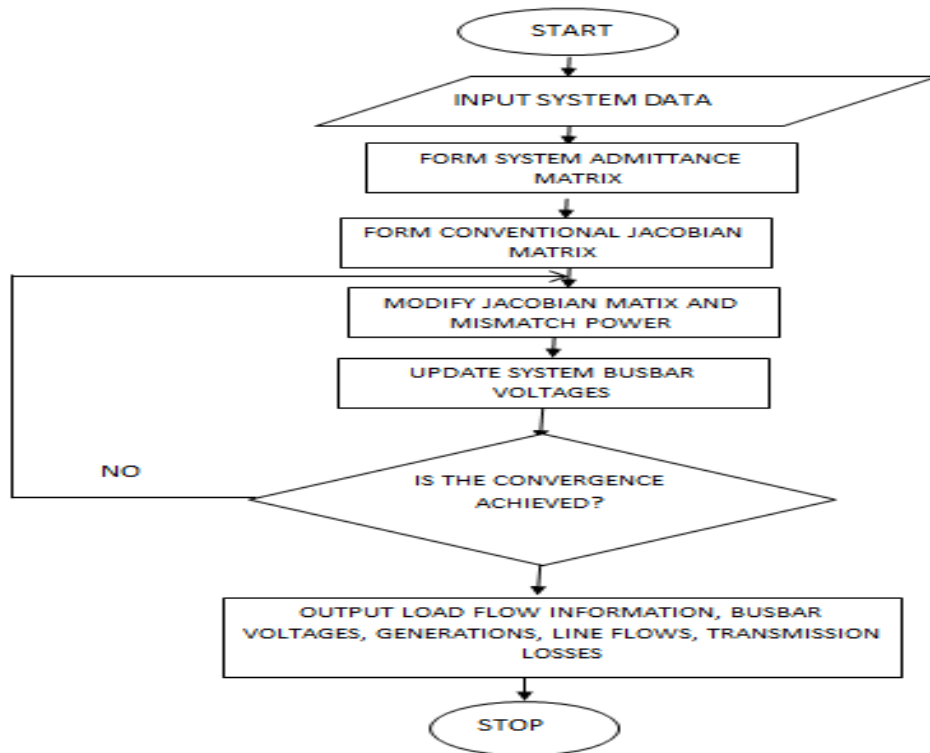 START
INPUT SYSTEM DATA
FORM SYSTEM ADMITTANCE
MATRIX
FORM CONVENTIONAL JACOBIAN
MATRIX
MODIFY JACOBIAN MATIX AND
MISMATCH POWER
UPDATE SYSTEM BUSBAR
VOLTAGES
IS THE CONVERGENCE
ACHIEVED?
NO
OUTPUT LOAD FLOW INFORMATION, BUSBAR
VOLTAGES, GENERATIONS, LINE FLOWS, TRANSMISSION
LOSSES
STOP